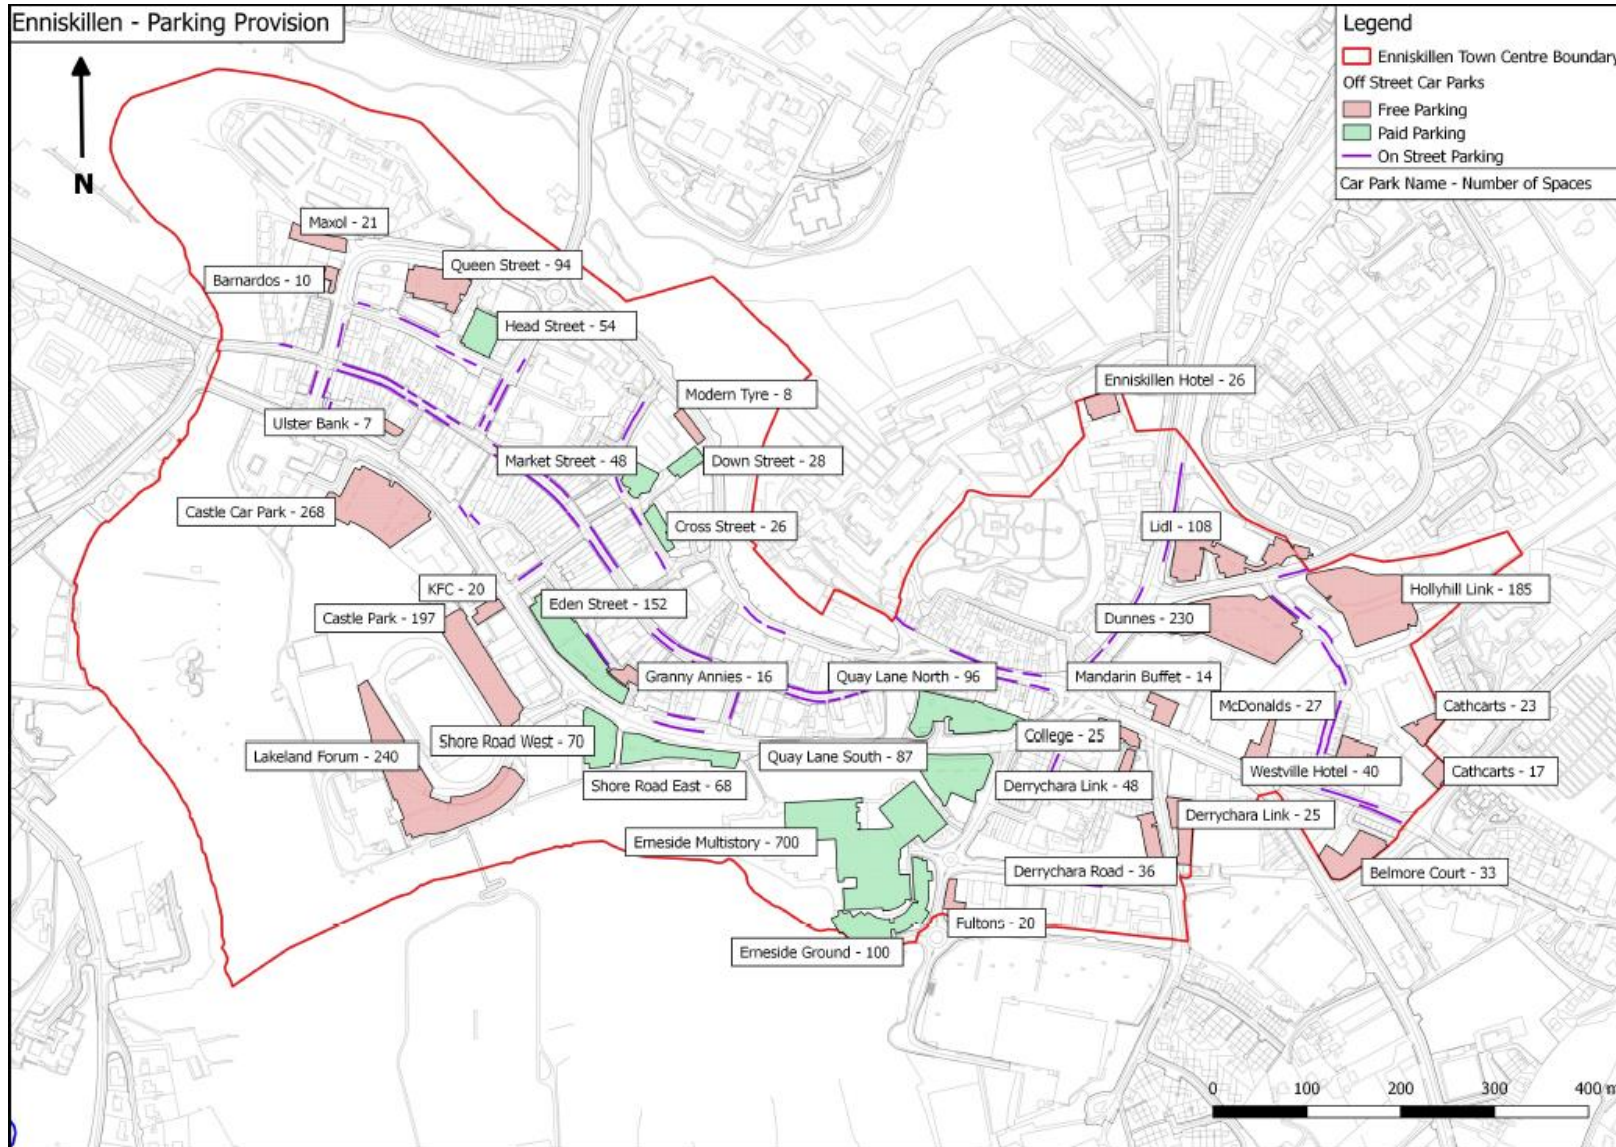 Enniskillen - Parking Provision
N
Legend
Enniskillen Town Centre Boundary
Off Street Car Parks
Free Parking
Paid Parking
On Street Parking
Car Park Name - Number of Spaces
Maxol - 21
Barnardos - 10
Queen Street - 94
Head Street - 54
Enniskillen Hotel - 26
Modern Tyre - 8
Ulster Bank - 7
Market Street - 48
Down Street - 28
Castle Car Park - 268
Cross Street - 26
Lidl - 108
KFC - 20
Eden Street - 152
Hollyhill Link - 185
Castle Park - 197
Dunnes - 230
Granny Annies - 16
Quay Lane North - 96
Mandarin Buffet - 14
McDonalds - 27
Cathcarts - 23
Shore Road West - 70
College - 25
Lakeland Forum - 240
Quay Lane South - 87
Westville Hotel - 40
Cathcarts - 17
Shore Road East - 68
Derrychara Link - 48
Derrychara Link - 25
Erneside Multistory - 700
Derrychara Road - 36
Belmore Court - 33
Fultons - 20
Erneside Ground - 100
0 100 200 300 400 m